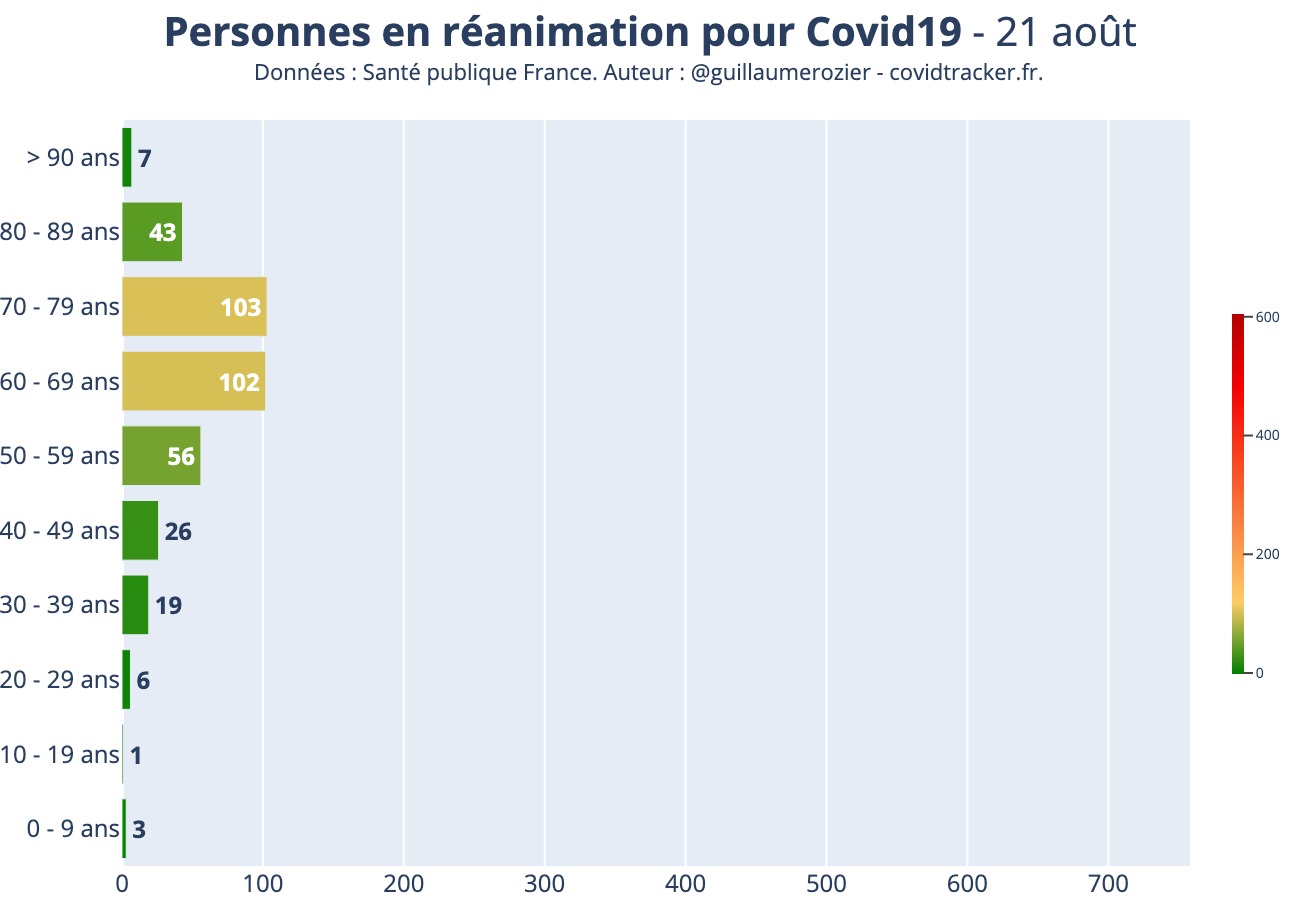 Personnes en réanimation pour Covid19 - 21 août
Données : Santé publique France. Auteur : @guillaumerozier - covidtracker.fr.
> 90 ans 7
80 - 89 ans 43
70 - 79 ans 103
60 - 69 ans 102
50 - 59 ans 56
40 - 49 ans 26
30 - 39 ans 19
20 - 29 ans 6
10 - 19 ans 1
0 - 9 ans 3
0 100 200 300 400 500 600 700
600
400
200
0